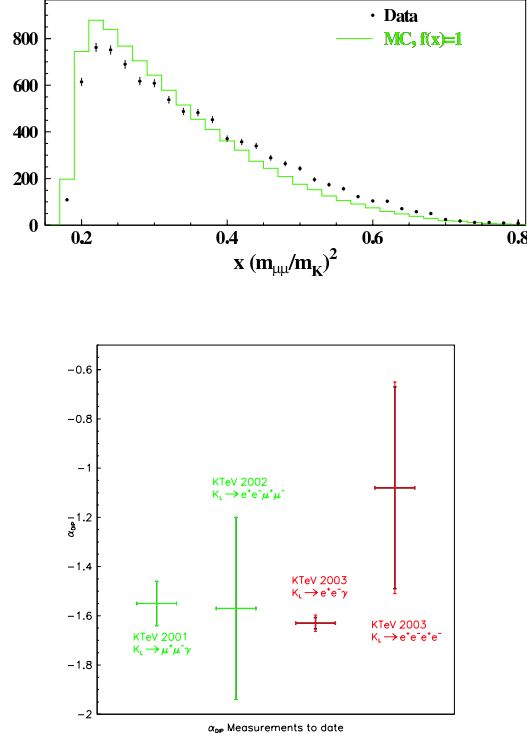 800
600
400
200
0
Data
MC, f(x)=1
0.2 0.4 0.6 0.8
x (mμμ/mK)²
−0.6
−0.8
−1
−1.2
−1.4
−1.6
−1.8
−2
αDIP
KTeV 2002
KL → e⁺e⁻μ⁺μ⁻
KTeV 2003
KL → e⁺e⁻γ
KTeV 2001
KL → μ⁺μ⁻γ
KTeV 2003
KL → e⁺e⁻e⁺e⁻
αDIP Measurements to date